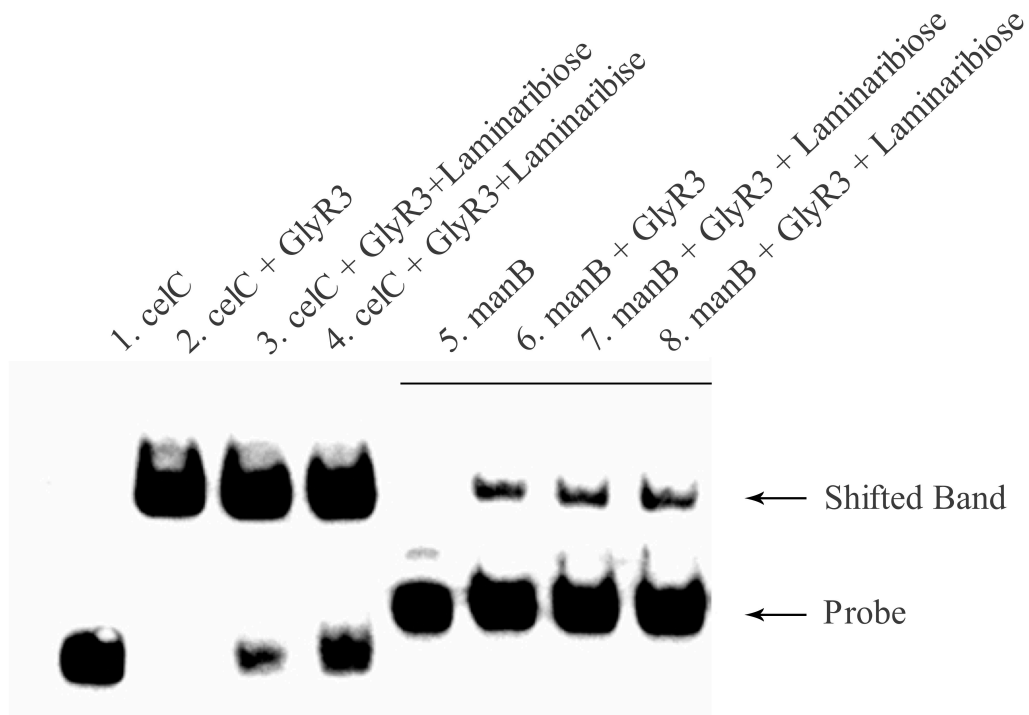 1. celC
2. celC + GlyR3
3. celC + GlyR3+Laminaribiose
4. celC + GlyR3+Laminaribise
5. manB
6. manB + GlyR3
7. manB + GlyR3 + Laminaribiose
8. manB + GlyR3 + Laminaribiose
Shifted Band
Probe